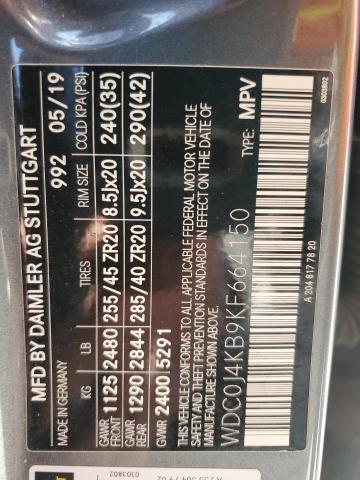 MFD BY DAIMLER AG STUTTGART
MADE IN GERMANY 992 05/19
KG LB TIRES RIM SIZE COLD KPA(PSI)
GAWR FRONT 1125 2480 255/45 ZR20 8.5Jx20 240(35)
GAWR REAR 1290 2844 285/40 ZR20 9.5Jx20 290(42)
GVWR 2400 5291
THIS VEHICLE CONFORMS TO ALL APPLICABLE FEDERAL MOTOR VEHICLE
SAFETY AND THEFT PREVENTION STANDARDS IN EFFECT ON THE DATE OF
MANUFACTURE SHOWN ABOVE.
WDC0J4KB9KF664150 TYPE: MPV
A 204 817 78 20
0303802
0303802